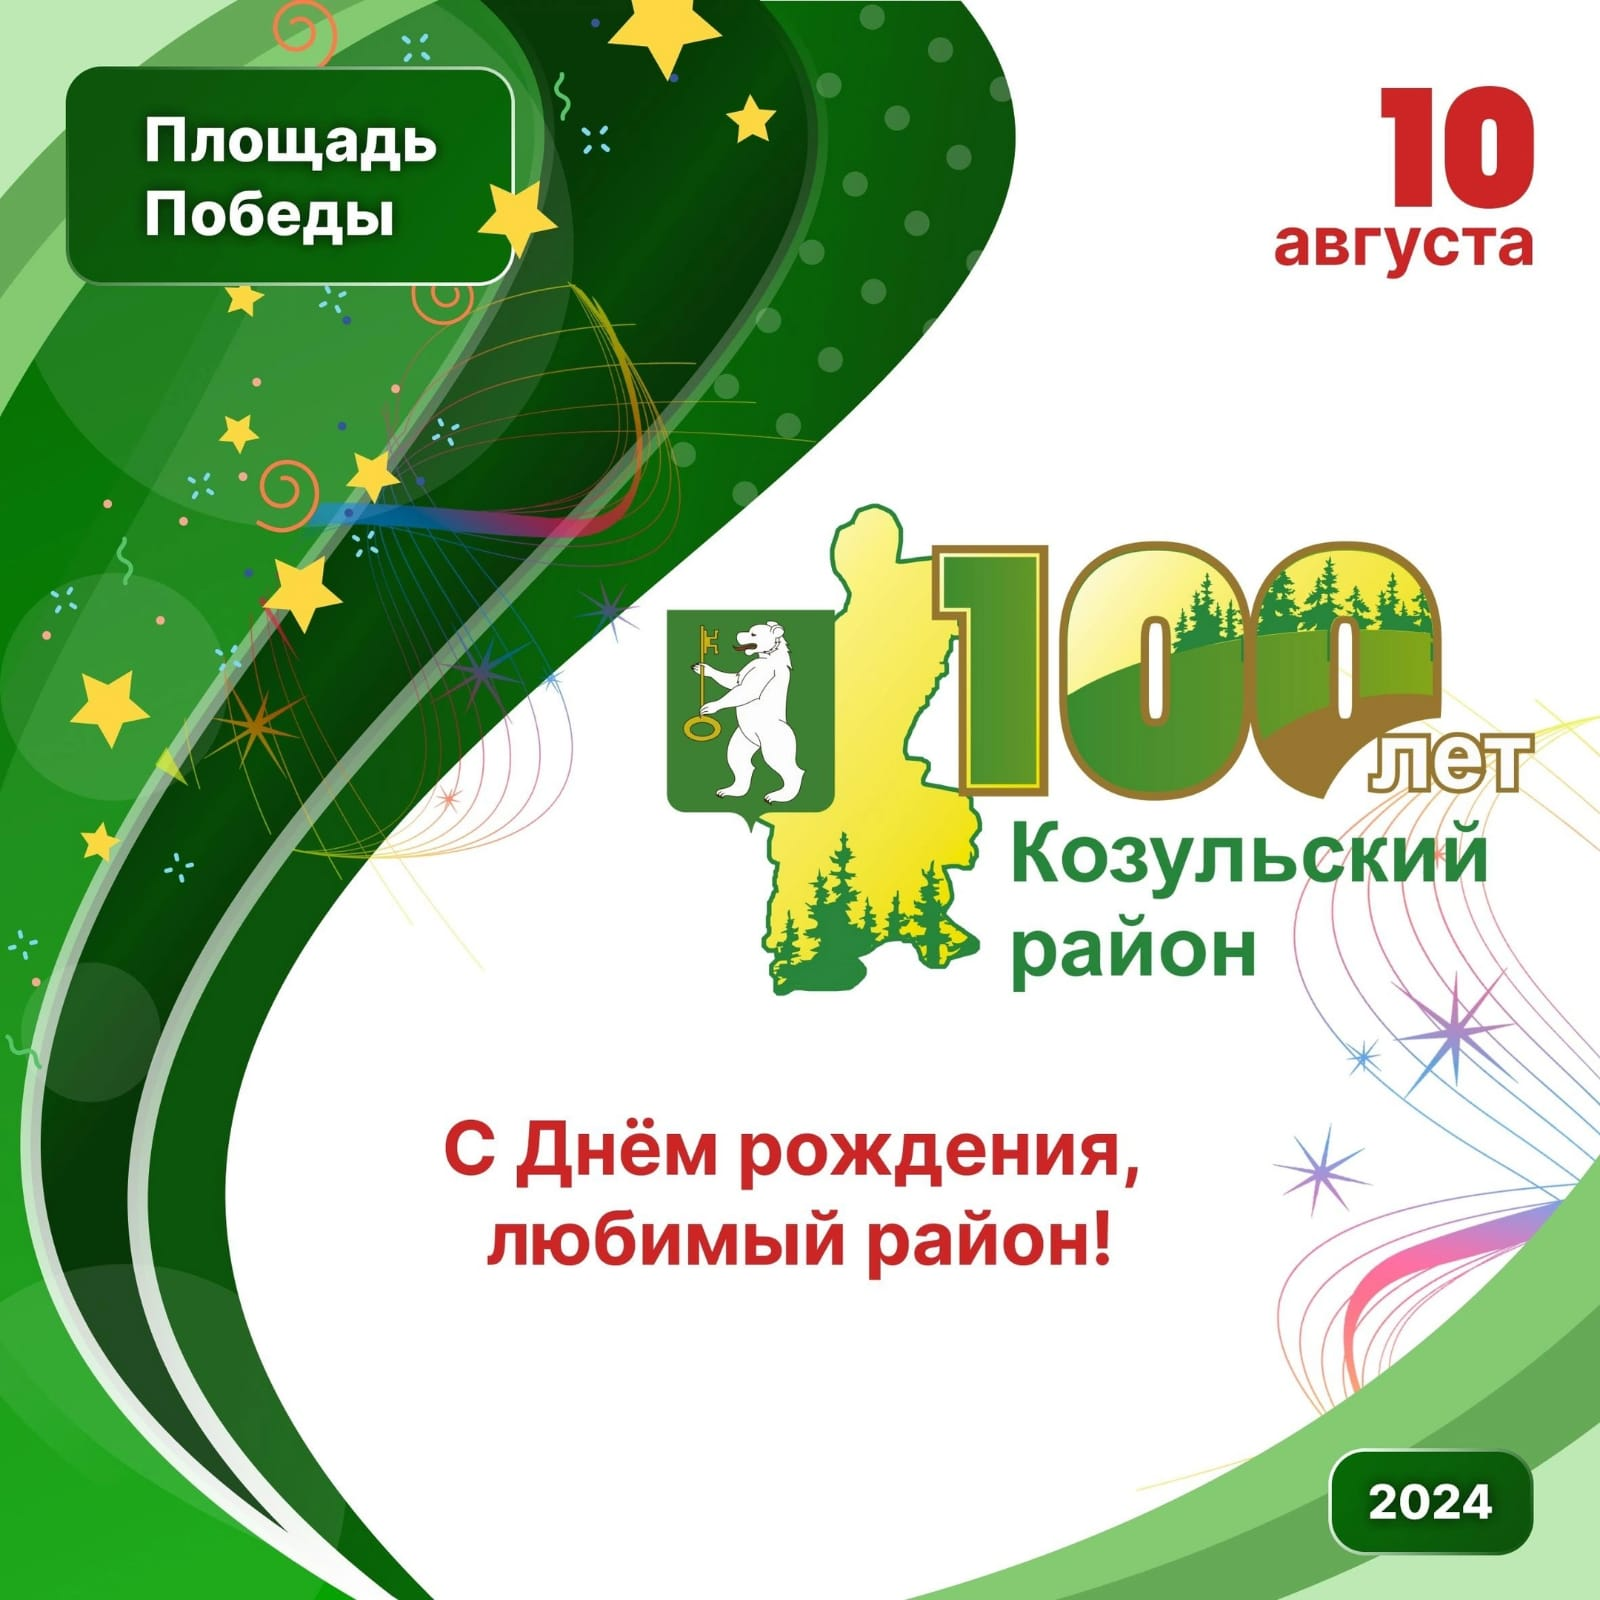 Площадь
Победы
10
августа
100
лет
Козульский
район
С Днём рождения,
любимый район!
2024